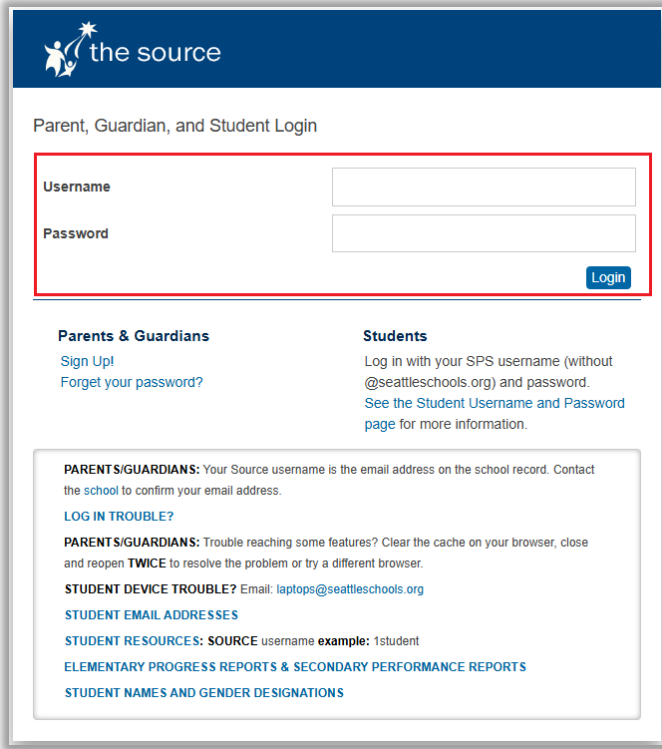 the source
Parent, Guardian, and Student Login
Username
Password
Login
Parents & Guardians
Sign Up!
Forget your password?
Students
Log in with your SPS username (without
@seattleschools.org) and password.
See the Student Username and Password
page for more information.
PARENTS/GUARDIANS: Your Source username is the email address on the school record. Contact
the school to confirm your email address.
LOG IN TROUBLE?
PARENTS/GUARDIANS: Trouble reaching some features? Clear the cache on your browser, close
and reopen TWICE to resolve the problem or try a different browser.
STUDENT DEVICE TROUBLE? Email: laptops@seattleschools.org
STUDENT EMAIL ADDRESSES
STUDENT RESOURCES: SOURCE username example: 1student
ELEMENTARY PROGRESS REPORTS & SECONDARY PERFORMANCE REPORTS
STUDENT NAMES AND GENDER DESIGNATIONS